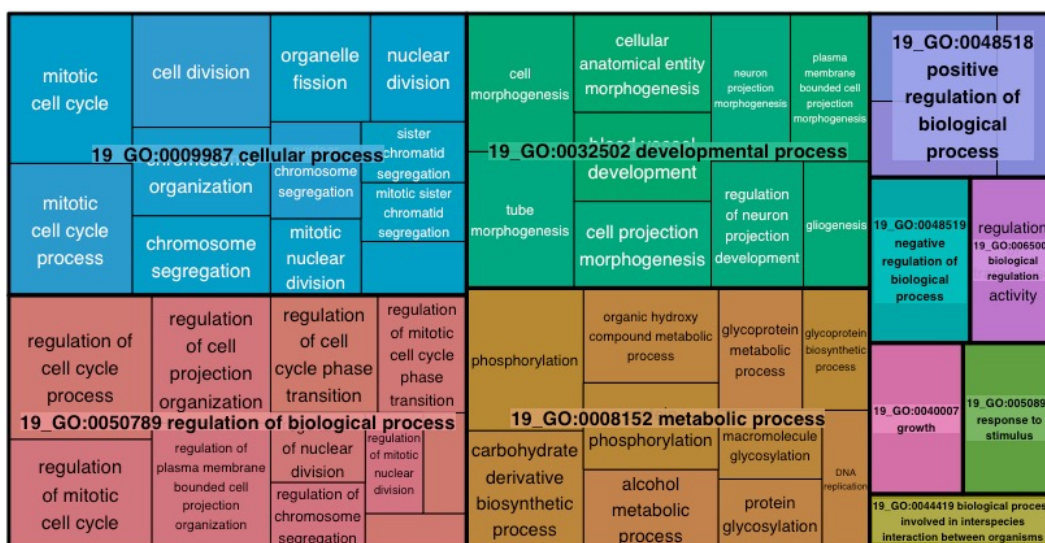 mitotic
cell cycle
cell division
organelle
fission
nuclear
division
19_GO:0009987 cellular process
organization
chromosome
segregation
sister
chromatid
segregation
mitotic sister
chromatid
segregation
mitotic
cell cycle
process
chromosome
segregation
mitotic
nuclear
division
cell
morphogenesis
cellular
anatomical entity
morphogenesis
neuron
projection
morphogenesis
plasma
membrane
bounded cell
projection
morphogenesis
19_GO:0032502 developmental process
development
tube
morphogenesis
cell projection
morphogenesis
regulation
of neuron
projection
development
gliogenesis
19_GO:0048518
positive
regulation of
biological
process
19_GO:0048519
negative
regulation of
biological
process
regulation
19_GO:006500
biological
regulation
activity
regulation of
cell cycle
process
regulation
of cell
projection
organization
regulation
of cell
cycle phase
transition
regulation
of mitotic
cell cycle
phase
transition
19_GO:0050789 regulation of biological process
regulation
of mitotic
cell cycle
regulation of
plasma membrane
bounded cell
projection
organization
of nuclear
division
regulation of
chromosome
segregation
regulation
of mitotic
nuclear
division
phosphorylation
organic hydroxy
compound metabolic
process
glycoprotein
metabolic
process
glycoprotein
biosynthetic
process
19_GO:0008152 metabolic process
carbohydrate
derivative
biosynthetic
process
phosphorylation
alcohol
metabolic
process
macromolecule
glycosylation
protein
glycosylation
DNA
replication
19_GO:0040007
growth
19_GO:005089
response to
stimulus
19_GO:0044419 biological proces
involved in interspecies
interaction between organisms